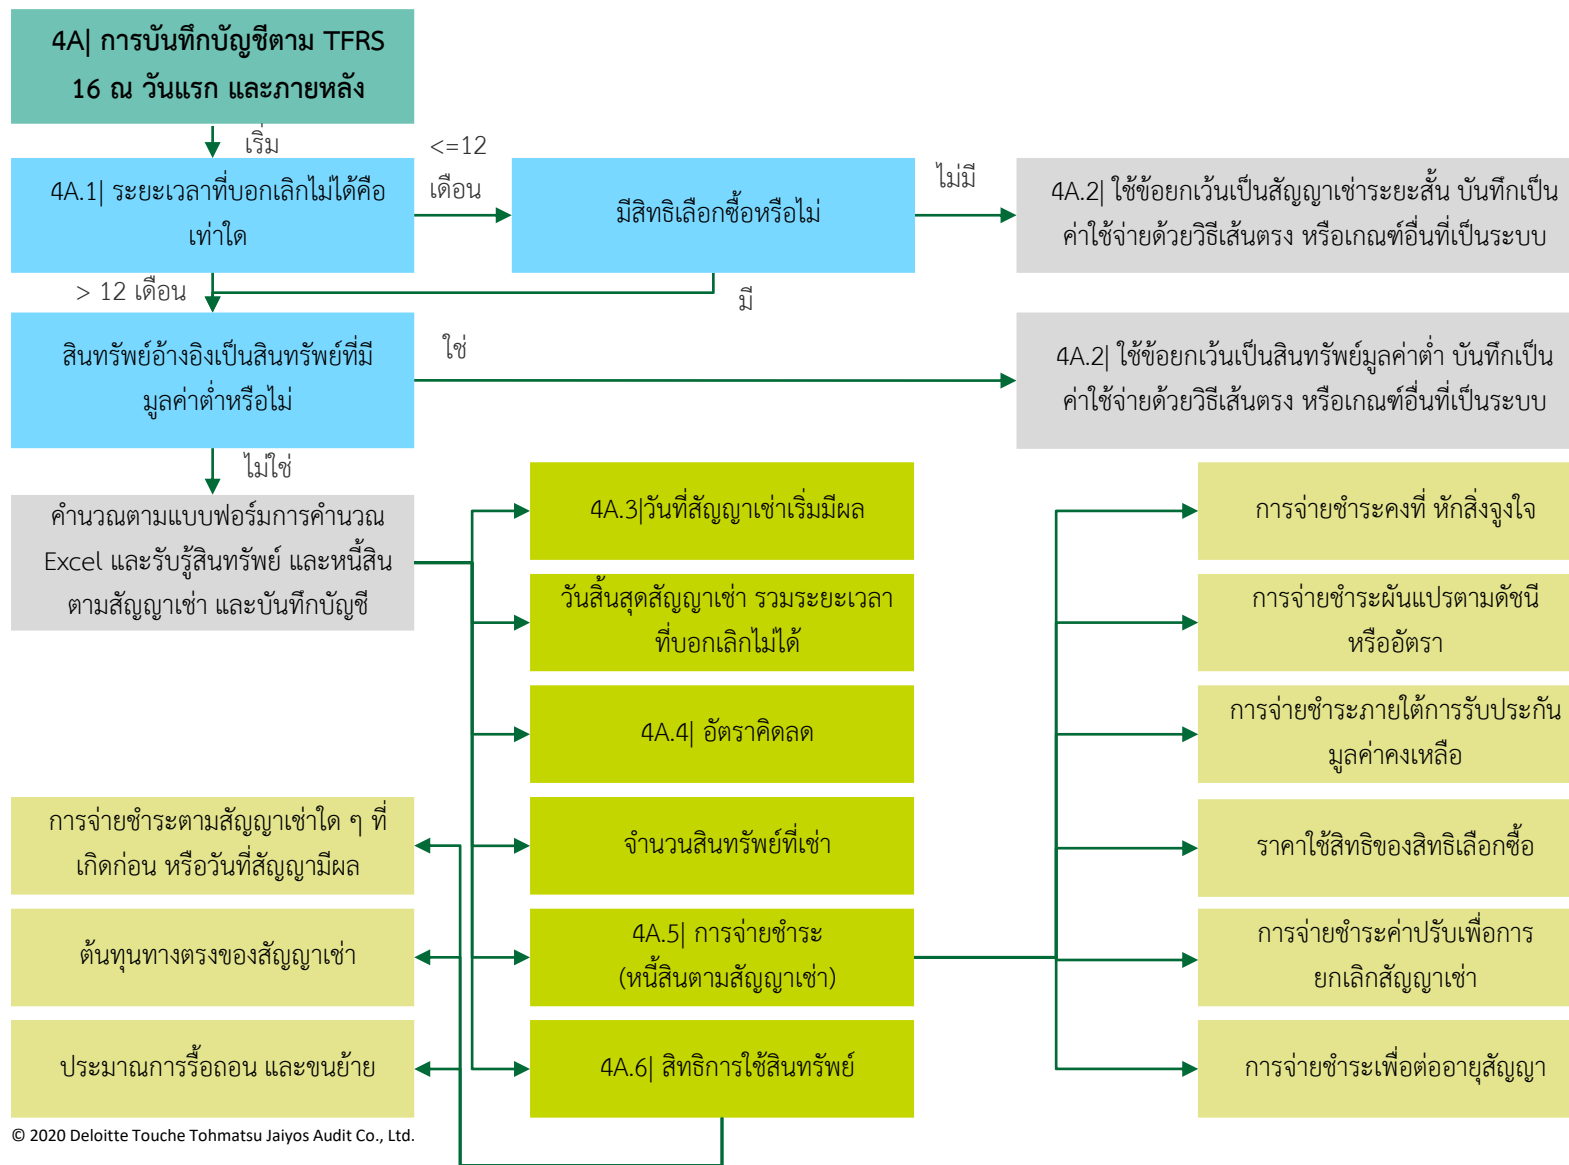 4A| การบันทึกบัญชีตาม TFRS
16 ณ วันแรก และภายหลัง
เริ่ม
4A.1| ระยะเวลาที่บอกเลิกไม่ได้คือ
เท่าใด
<=12
เดือน
มีสิทธิเลือกซื้อหรือไม่
ไม่มี
4A.2| ใช้ข้อยกเว้นเป็นสัญญาเช่าระยะสั้น บันทึกเป็น
ค่าใช้จ่ายด้วยวิธีเส้นตรง หรือเกณฑ์อื่นที่เป็นระบบ
> 12 เดือน
มี
สินทรัพย์อ้างอิงเป็นสินทรัพย์ที่มี
มูลค่าต่ำหรือไม่
ใช่
4A.2| ใช้ข้อยกเว้นเป็นสินทรัพย์มูลค่าต่ำ บันทึกเป็น
ค่าใช้จ่ายด้วยวิธีเส้นตรง หรือเกณฑ์อื่นที่เป็นระบบ
ไม่ใช่
คำนวณตามแบบฟอร์มการคำนวณ
Excel และรับรู้สินทรัพย์ และหนี้สิน
ตามสัญญาเช่า และบันทึกบัญชี
4A.3|วันที่สัญญาเช่าเริ่มมีผล
วันสิ้นสุดสัญญาเช่า รวมระยะเวลา
ที่บอกเลิกไม่ได้
4A.4| อัตราคิดลด
จำนวนสินทรัพย์ที่เช่า
4A.5| การจ่ายชำระ
(หนี้สินตามสัญญาเช่า)
4A.6| สิทธิการใช้สินทรัพย์
การจ่ายชำระคงที่ หักสิ่งจูงใจ
การจ่ายชำระผันแปรตามดัชนี
หรืออัตรา
การจ่ายชำระภายใต้การรับประกัน
มูลค่าคงเหลือ
ราคาใช้สิทธิของสิทธิเลือกซื้อ
การจ่ายชำระค่าปรับเพื่อการ
ยกเลิกสัญญาเช่า
การจ่ายชำระเพื่อต่ออายุสัญญา
การจ่ายชำระตามสัญญาเช่าใด ๆ ที่
เกิดก่อน หรือวันที่สัญญามีผล
ต้นทุนทางตรงของสัญญาเช่า
ประมาณการรื้อถอน และขนย้าย
© 2020 Deloitte Touche Tohmatsu Jaiyos Audit Co., Ltd.